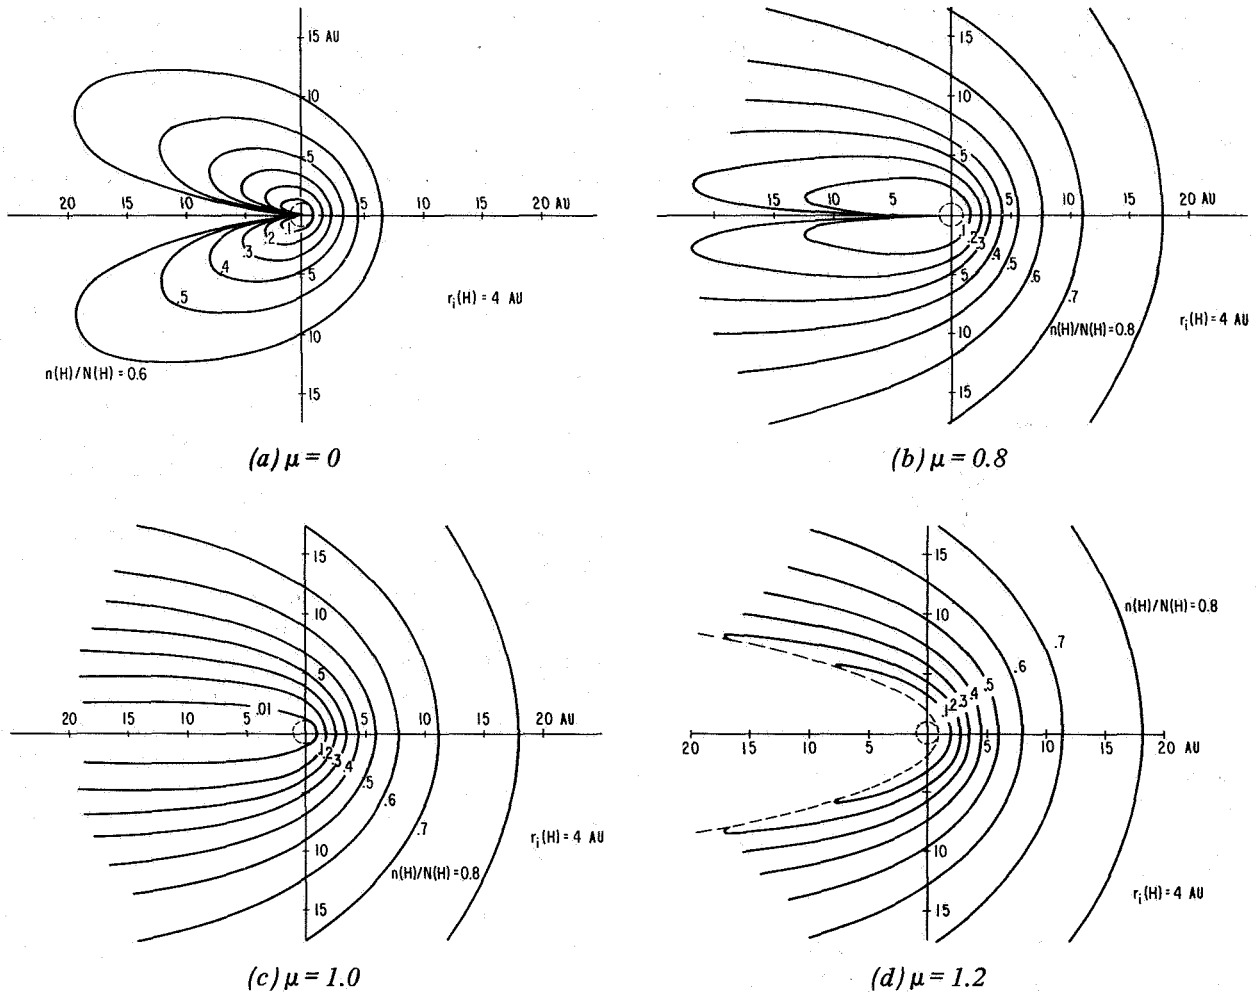 15 AU
10
5
20 15 10 5 5 10 15 20 AU
.1
.2
.3
.4
.5
5
r_i(H) = 4 AU
10
n(H)/N(H) = 0.6
15
(a) μ = 0
15
10
5
15 10 5 5 10 15 20 AU
.1 .2 .3 .4 .5 .6 .7
5
n(H)/N(H)=0.8
r_i(H) = 4 AU
10
15
(b) μ = 0.8
15
10
5
.01
20 15 10 5 5 10 15 20 AU
.1 .2 .3 .4 .5 .6 .7
n(H)/N(H)=0.8
r_i(H) = 4 AU
10
15
(c) μ = 1.0
15
n(H)/N(H)=0.8
10
.1 .2 .3 .4 .5 .6 .7
20 15 10 5 5 10 15 20 AU
10
r_i(H) = 4 AU
15
(d) μ = 1.2